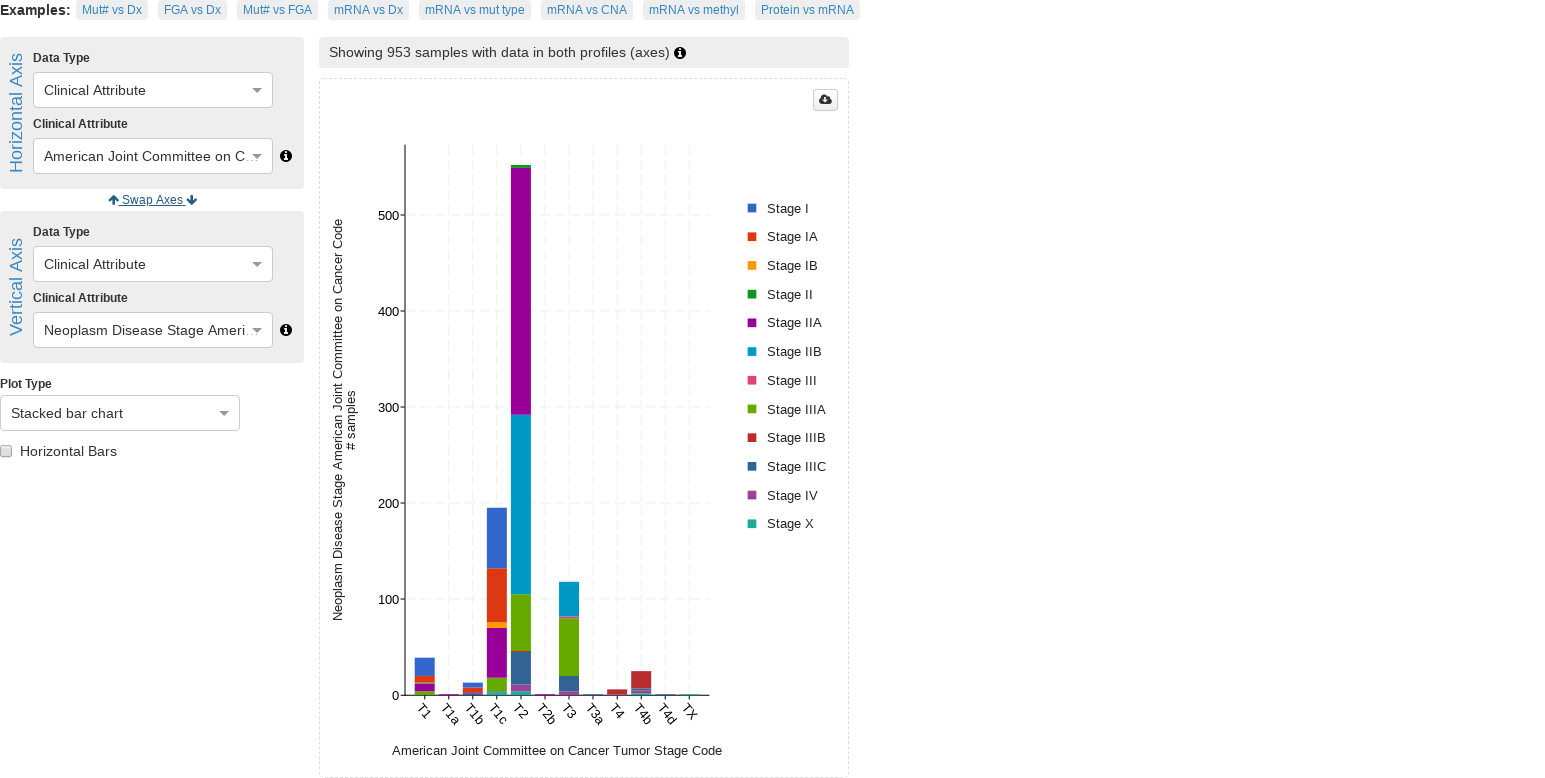 Examples: Mut# vs Dx FGA vs Dx Mut# vs FGA mRNA vs Dx mRNA vs mut type mRNA vs CNA mRNA vs methyl Protein vs mRNA
Horizontal Axis
Data Type
Clinical Attribute
Clinical Attribute
American Joint Committee on C...
Swap Axes
Vertical Axis
Data Type
Clinical Attribute
Clinical Attribute
Neoplasm Disease Stage Ameri...
Plot Type
Stacked bar chart
Horizontal Bars
Showing 953 samples with data in both profiles (axes)
Neoplasm Disease Stage American Joint Committee on Cancer Code
# samples
500
400
300
200
100
0
T1 T1a T1b T1c T2 T2b T3 T3a T4 T4b T4d TX
American Joint Committee on Cancer Tumor Stage Code
Stage I
Stage IA
Stage IB
Stage II
Stage IIA
Stage IIB
Stage III
Stage IIIA
Stage IIIB
Stage IIIC
Stage IV
Stage X